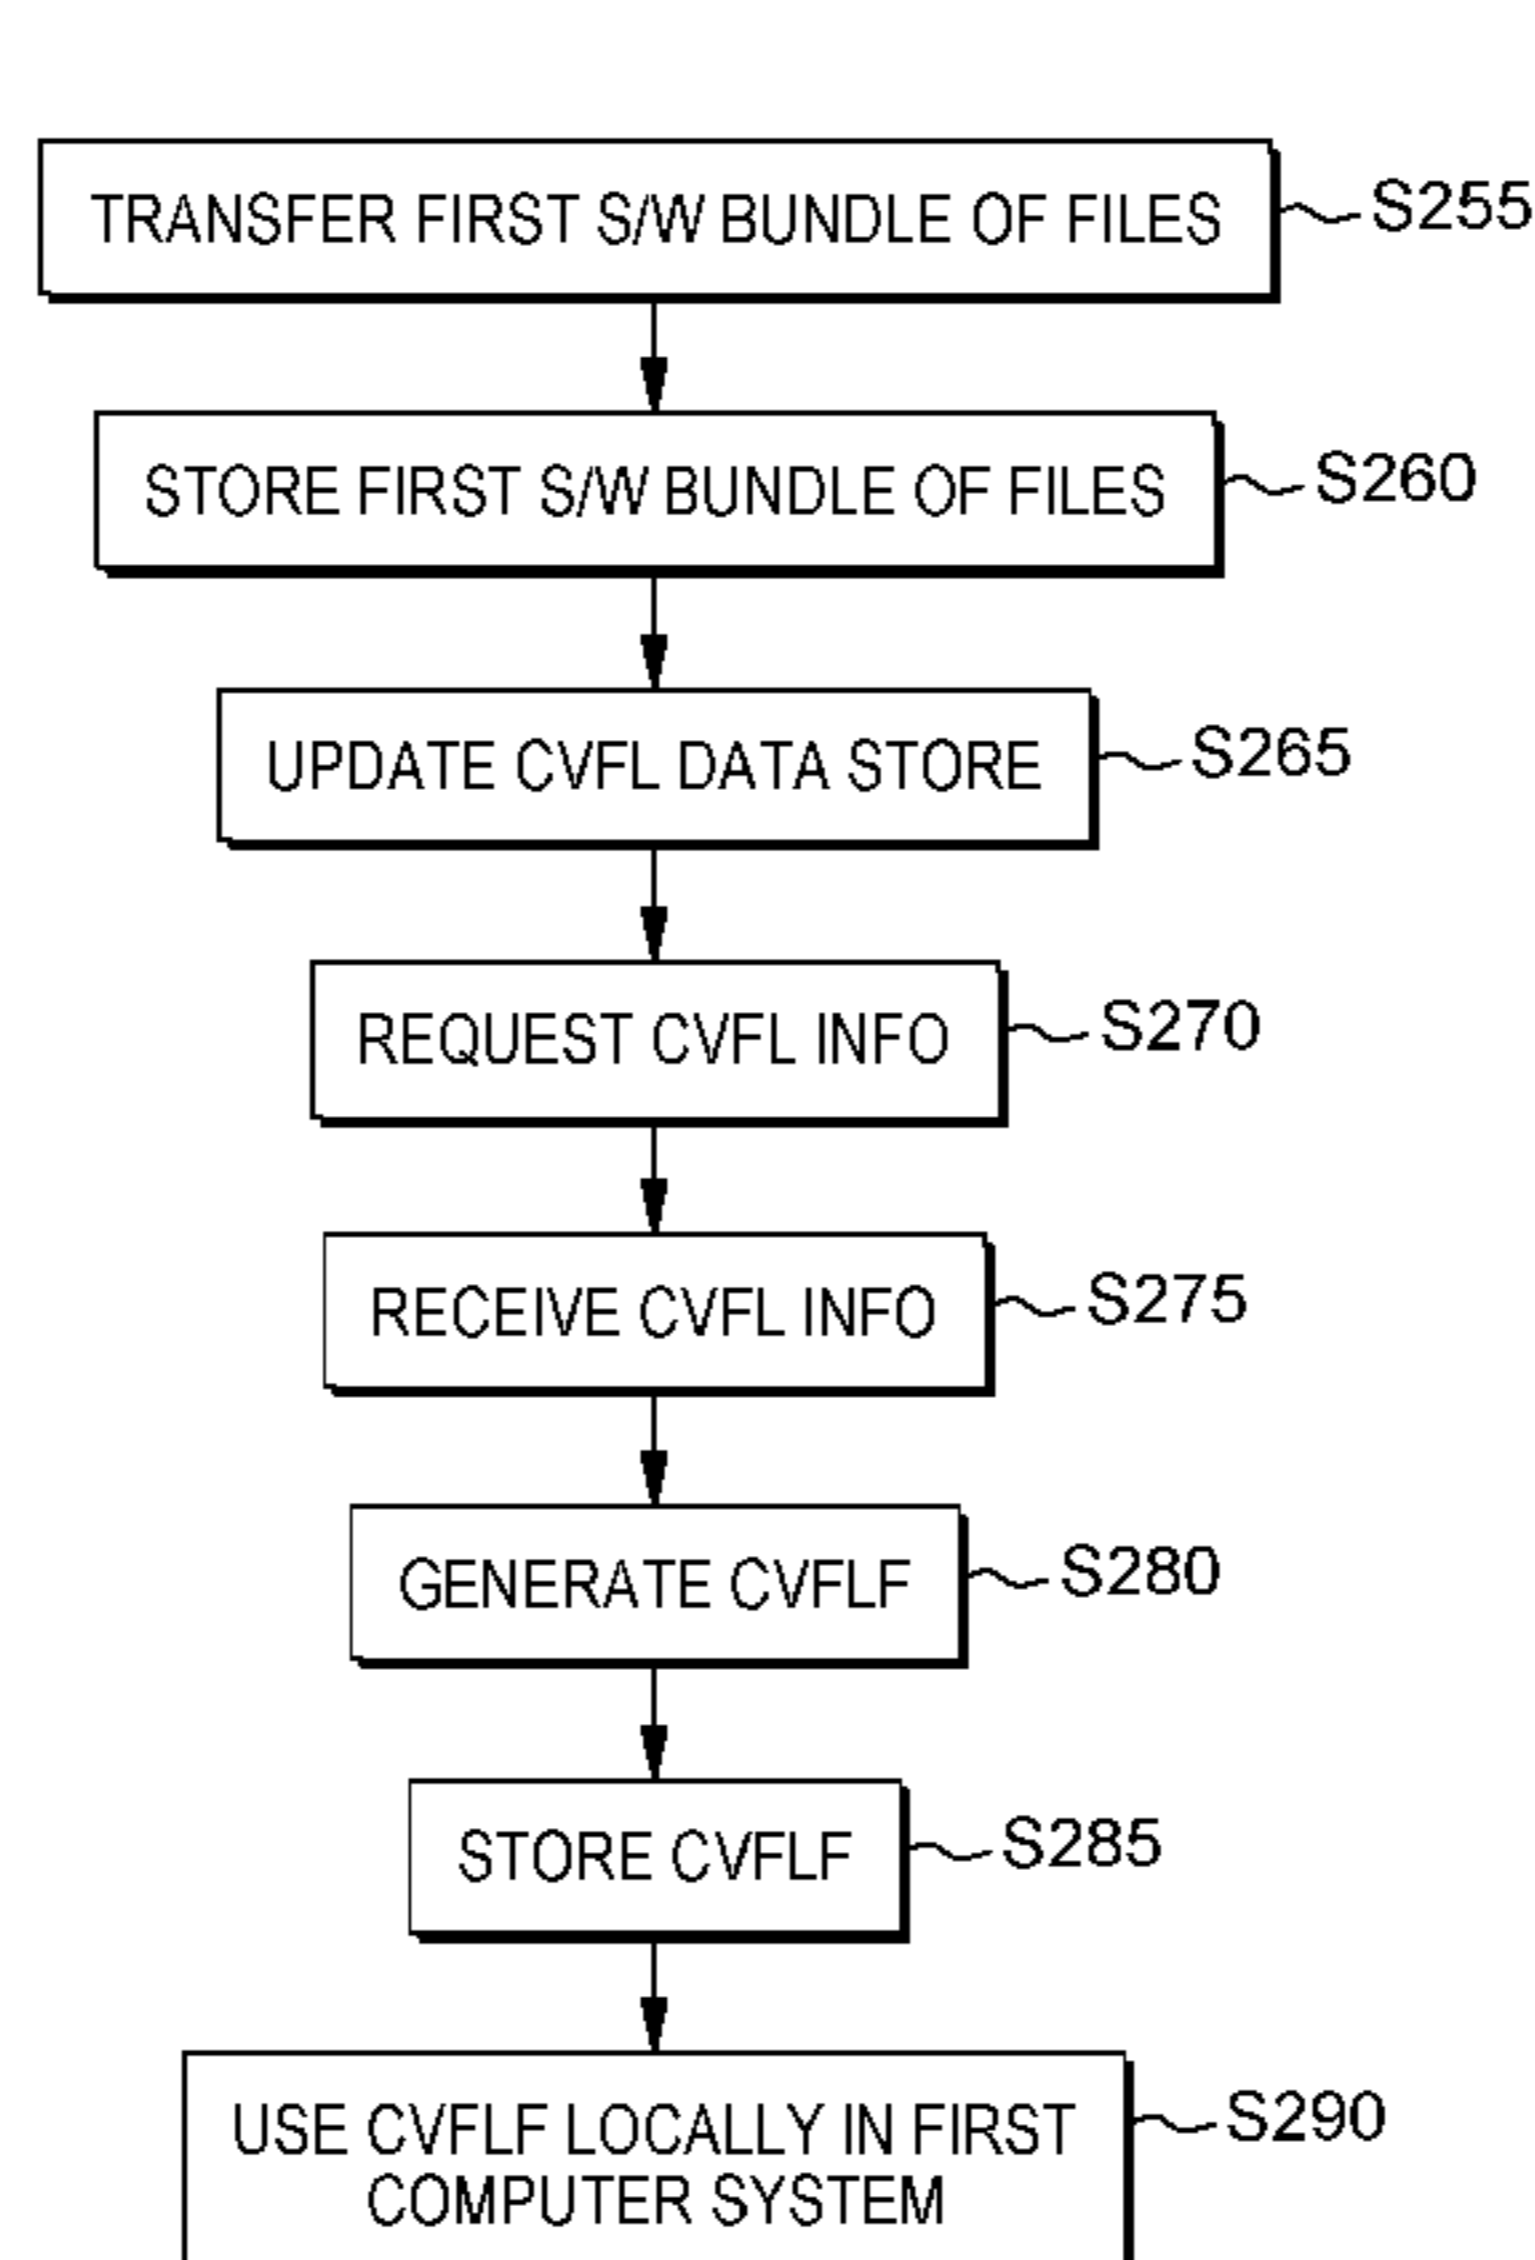 TRANSFER FIRST S/W BUNDLE OF FILES
S255
STORE FIRST S/W BUNDLE OF FILES
S260
UPDATE CVFL DATA STORE
S265
REQUEST CVFL INFO
S270
RECEIVE CVFL INFO
S275
GENERATE CVFLF
S280
STORE CVFLF
S285
USE CVFLF LOCALLY IN FIRST
COMPUTER SYSTEM
S290